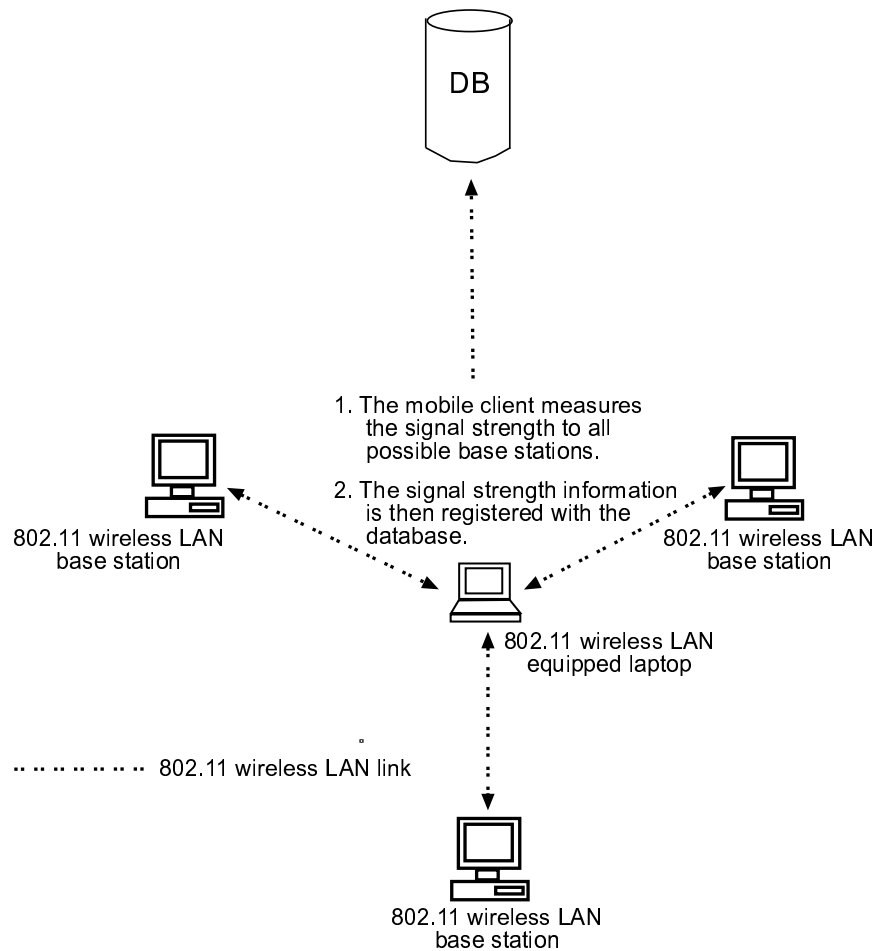 DB
1. The mobile client measures
the signal strength to all
possible base stations.
2. The signal strength information
is then registered with the
database.
802.11 wireless LAN
base station
802.11 wireless LAN
base station
802.11 wireless LAN
equipped laptop
802.11 wireless LAN link
802.11 wireless LAN
base station